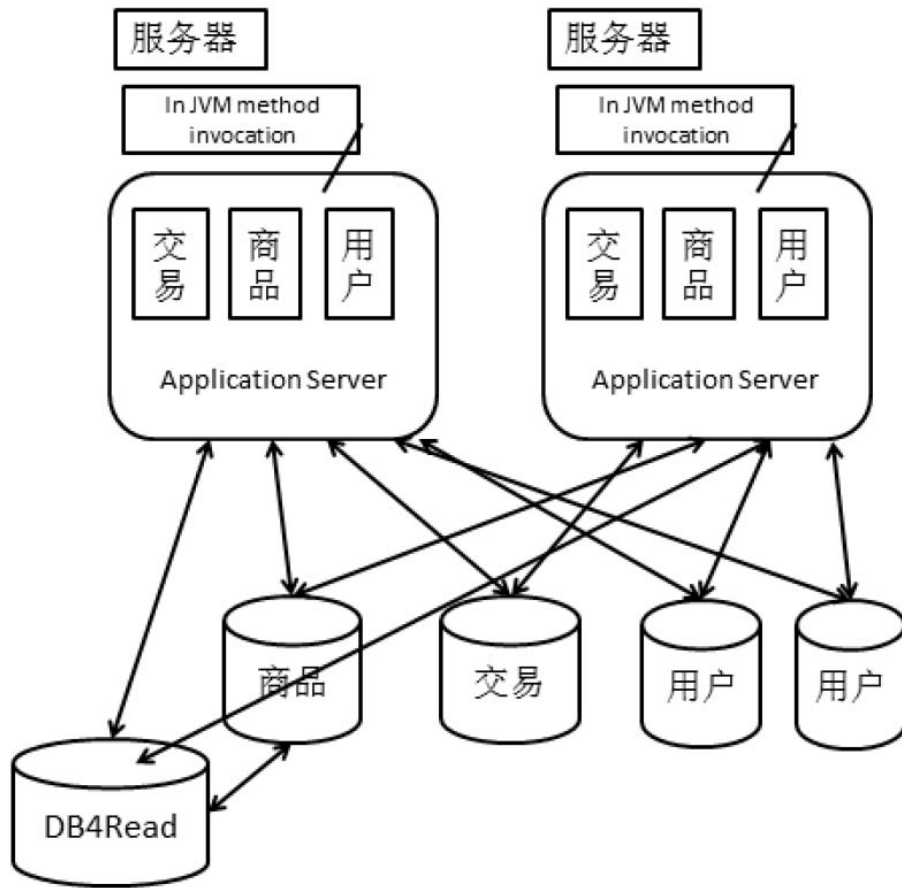 服务器
服务器
In JVM method
invocation
In JVM method
invocation
交
易
商
品
用
户
Application Server
交
易
商
品
用
户
Application Server
商品
交易
用户
用户
DB4Read